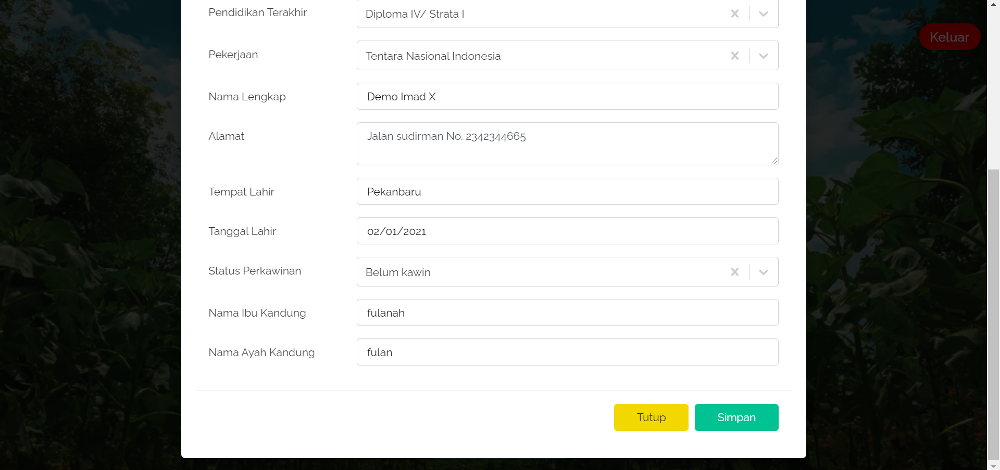 Pendidikan Terakhir
Diploma IV/ Strata I
Keluar
Pekerjaan
Tentara Nasional Indonesia
Nama Lengkap
Demo Imad X
Alamat
Jalan sudirman No. 2342344665
Tempat Lahir
Pekanbaru
Tanggal Lahir
02/01/2021
Status Perkawinan
Belum kawin
Nama Ibu Kandung
fulanah
Nama Ayah Kandung
fulan
Tutup
Simpan